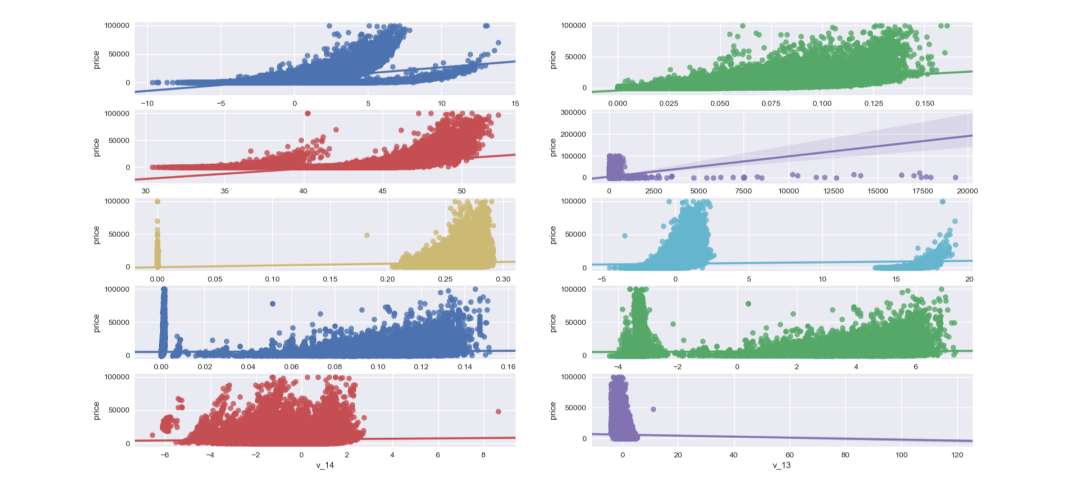 price 100000 50000 0
−10 −5 0 5 10 15
price 100000 50000 0
0.000 0.025 0.050 0.075 0.100 0.125 0.150
price 100000 50000 0
30 35 40 45 50
price 300000 200000 100000 0
0 2500 5000 7500 10000 12500 15000 17500 20000
price 100000 50000 0
0.00 0.05 0.10 0.15 0.20 0.25 0.30
price 100000 50000 0
−5 0 5 10 15 20
price 100000 50000 0
0.00 0.02 0.04 0.06 0.08 0.10 0.12 0.14 0.16
price 100000 50000 0
−4 −2 0 2 4 6
price 100000 50000 0
−6 −4 −2 0 2 4 6 8
v_14
price 100000 50000 0
0 20 40 60 80 100 120
v_13